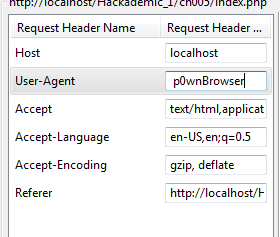 http://localhost/Hackademic_1/ch005/index.php
Request Header Name Request Header ...
Host localhost
User-Agent p0wnBrowser
Accept text/html,applicat
Accept-Language en-US,en;q=0.5
Accept-Encoding gzip, deflate
Referer http://localhost/H